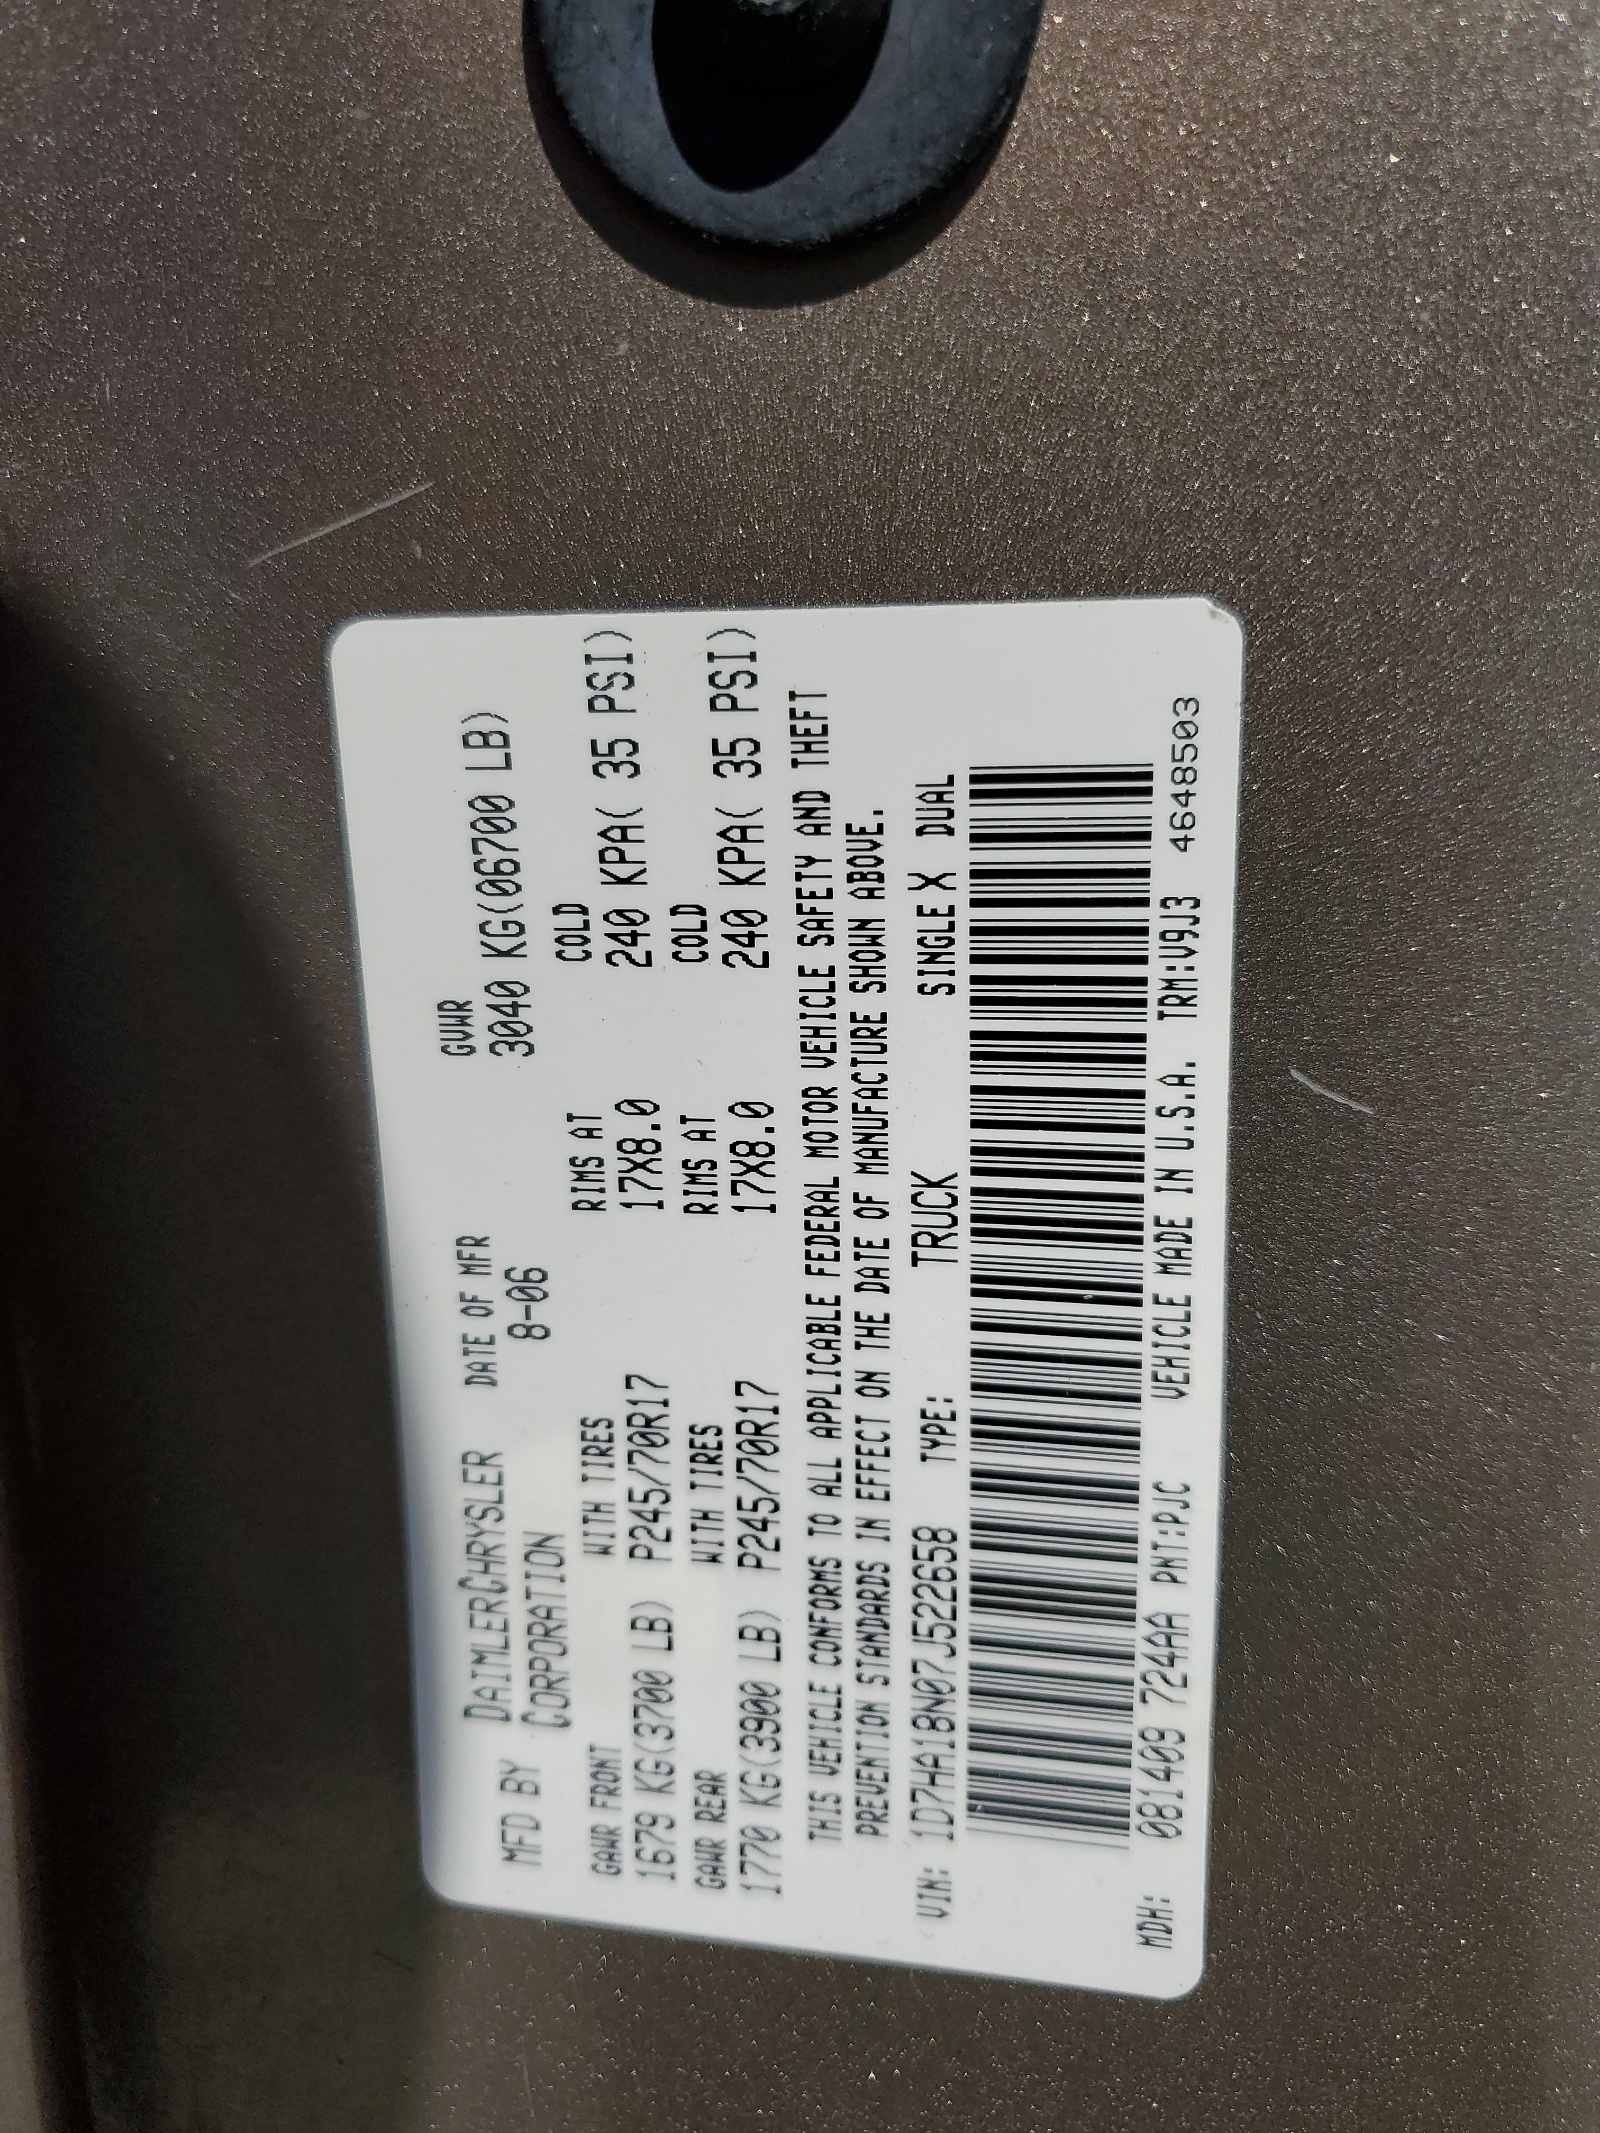 MFD BY DAIMLERCHRYSLER CORPORATION DATE OF MFR 8-06 GVWR 3040 KG(06700 LB)
GAWR FRONT WITH TIRES RIMS AT COLD
1679 KG(3700 LB) P245/70R17 17X8.0 240 KPA( 35 PSI)
GAWR REAR WITH TIRES RIMS AT COLD
1770 KG(3900 LB) P245/70R17 17X8.0 240 KPA( 35 PSI)
THIS VEHICLE CONFORMS TO ALL APPLICABLE FEDERAL MOTOR VEHICLE SAFETY AND THEFT
PREVENTION STANDARDS IN EFFECT ON THE DATE OF MANUFACTURE SHOWN ABOVE.
VIN: 1D7HA18N07J522658 TYPE: TRUCK SINGLE X DUAL
MDH: 081409 724AA PNT:PJC VEHICLE MADE IN U.S.A. TRM:V9J3 4648503